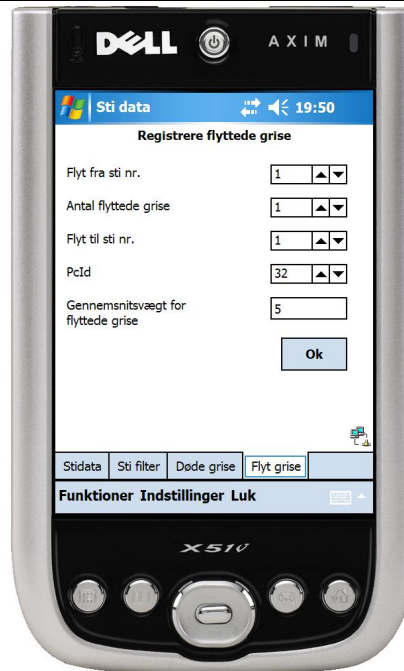 DELL
AXIM
Sti data
19:50
Registrere flyttede grise
Flyt fra sti nr.
1
Antal flyttede grise
1
Flyt til sti nr.
1
PcId
32
Gennemsnitsvægt for
flyttede grise
5
Ok
Stidata Sti filter Døde grise Flyt grise
Funktioner Indstillinger Luk
X51v